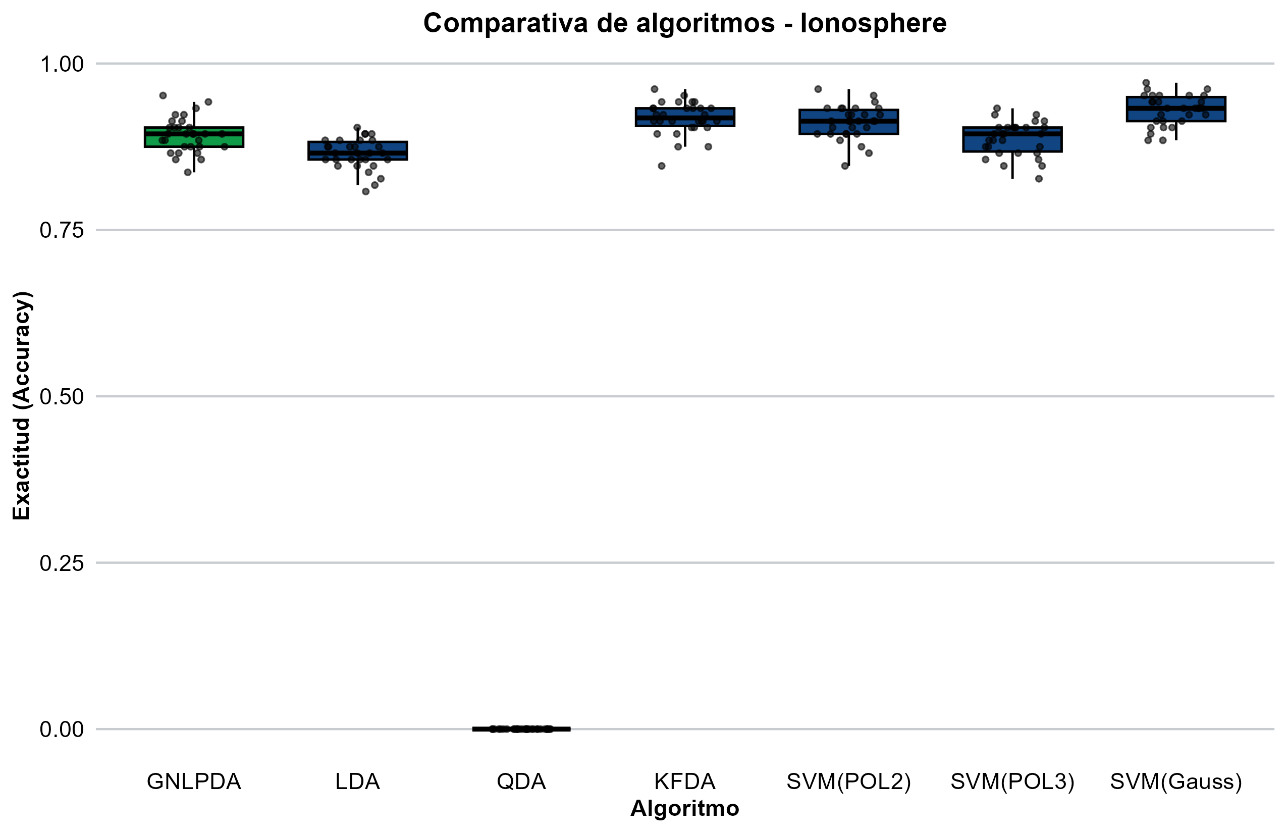 Comparativa de algoritmos - Ionosphere
1.00
0.75
0.50
0.25
0.00
Exactitud (Accuracy)
GNLPDA LDA QDA KFDA SVM(POL2) SVM(POL3) SVM(Gauss)
Algoritmo